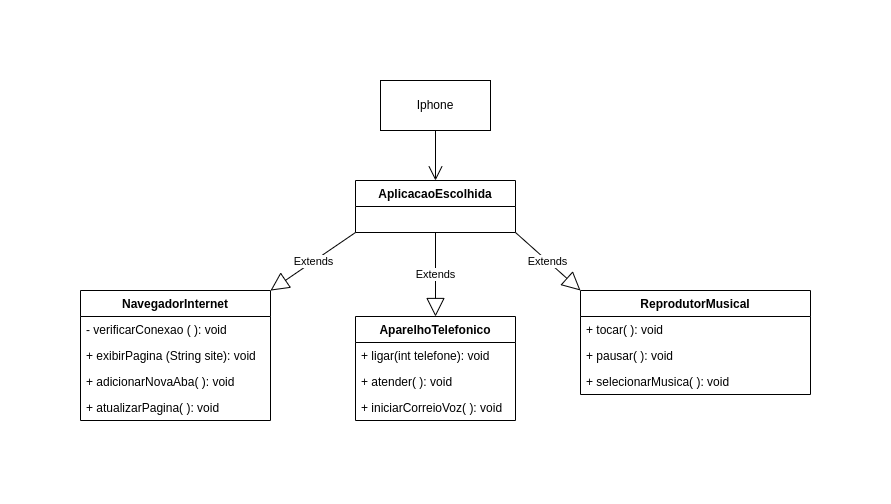 Iphone
AplicacaoEscolhida
Extends
Extends
Extends
NavegadorInternet
- verificarConexao ( ): void
+ exibirPagina (String site): void
+ adicionarNovaAba( ): void
+ atualizarPagina( ): void
AparelhoTelefonico
+ ligar(int telefone): void
+ atender( ): void
+ iniciarCorreioVoz( ): void
ReprodutorMusical
+ tocar( ): void
+ pausar( ): void
+ selecionarMusica( ): void